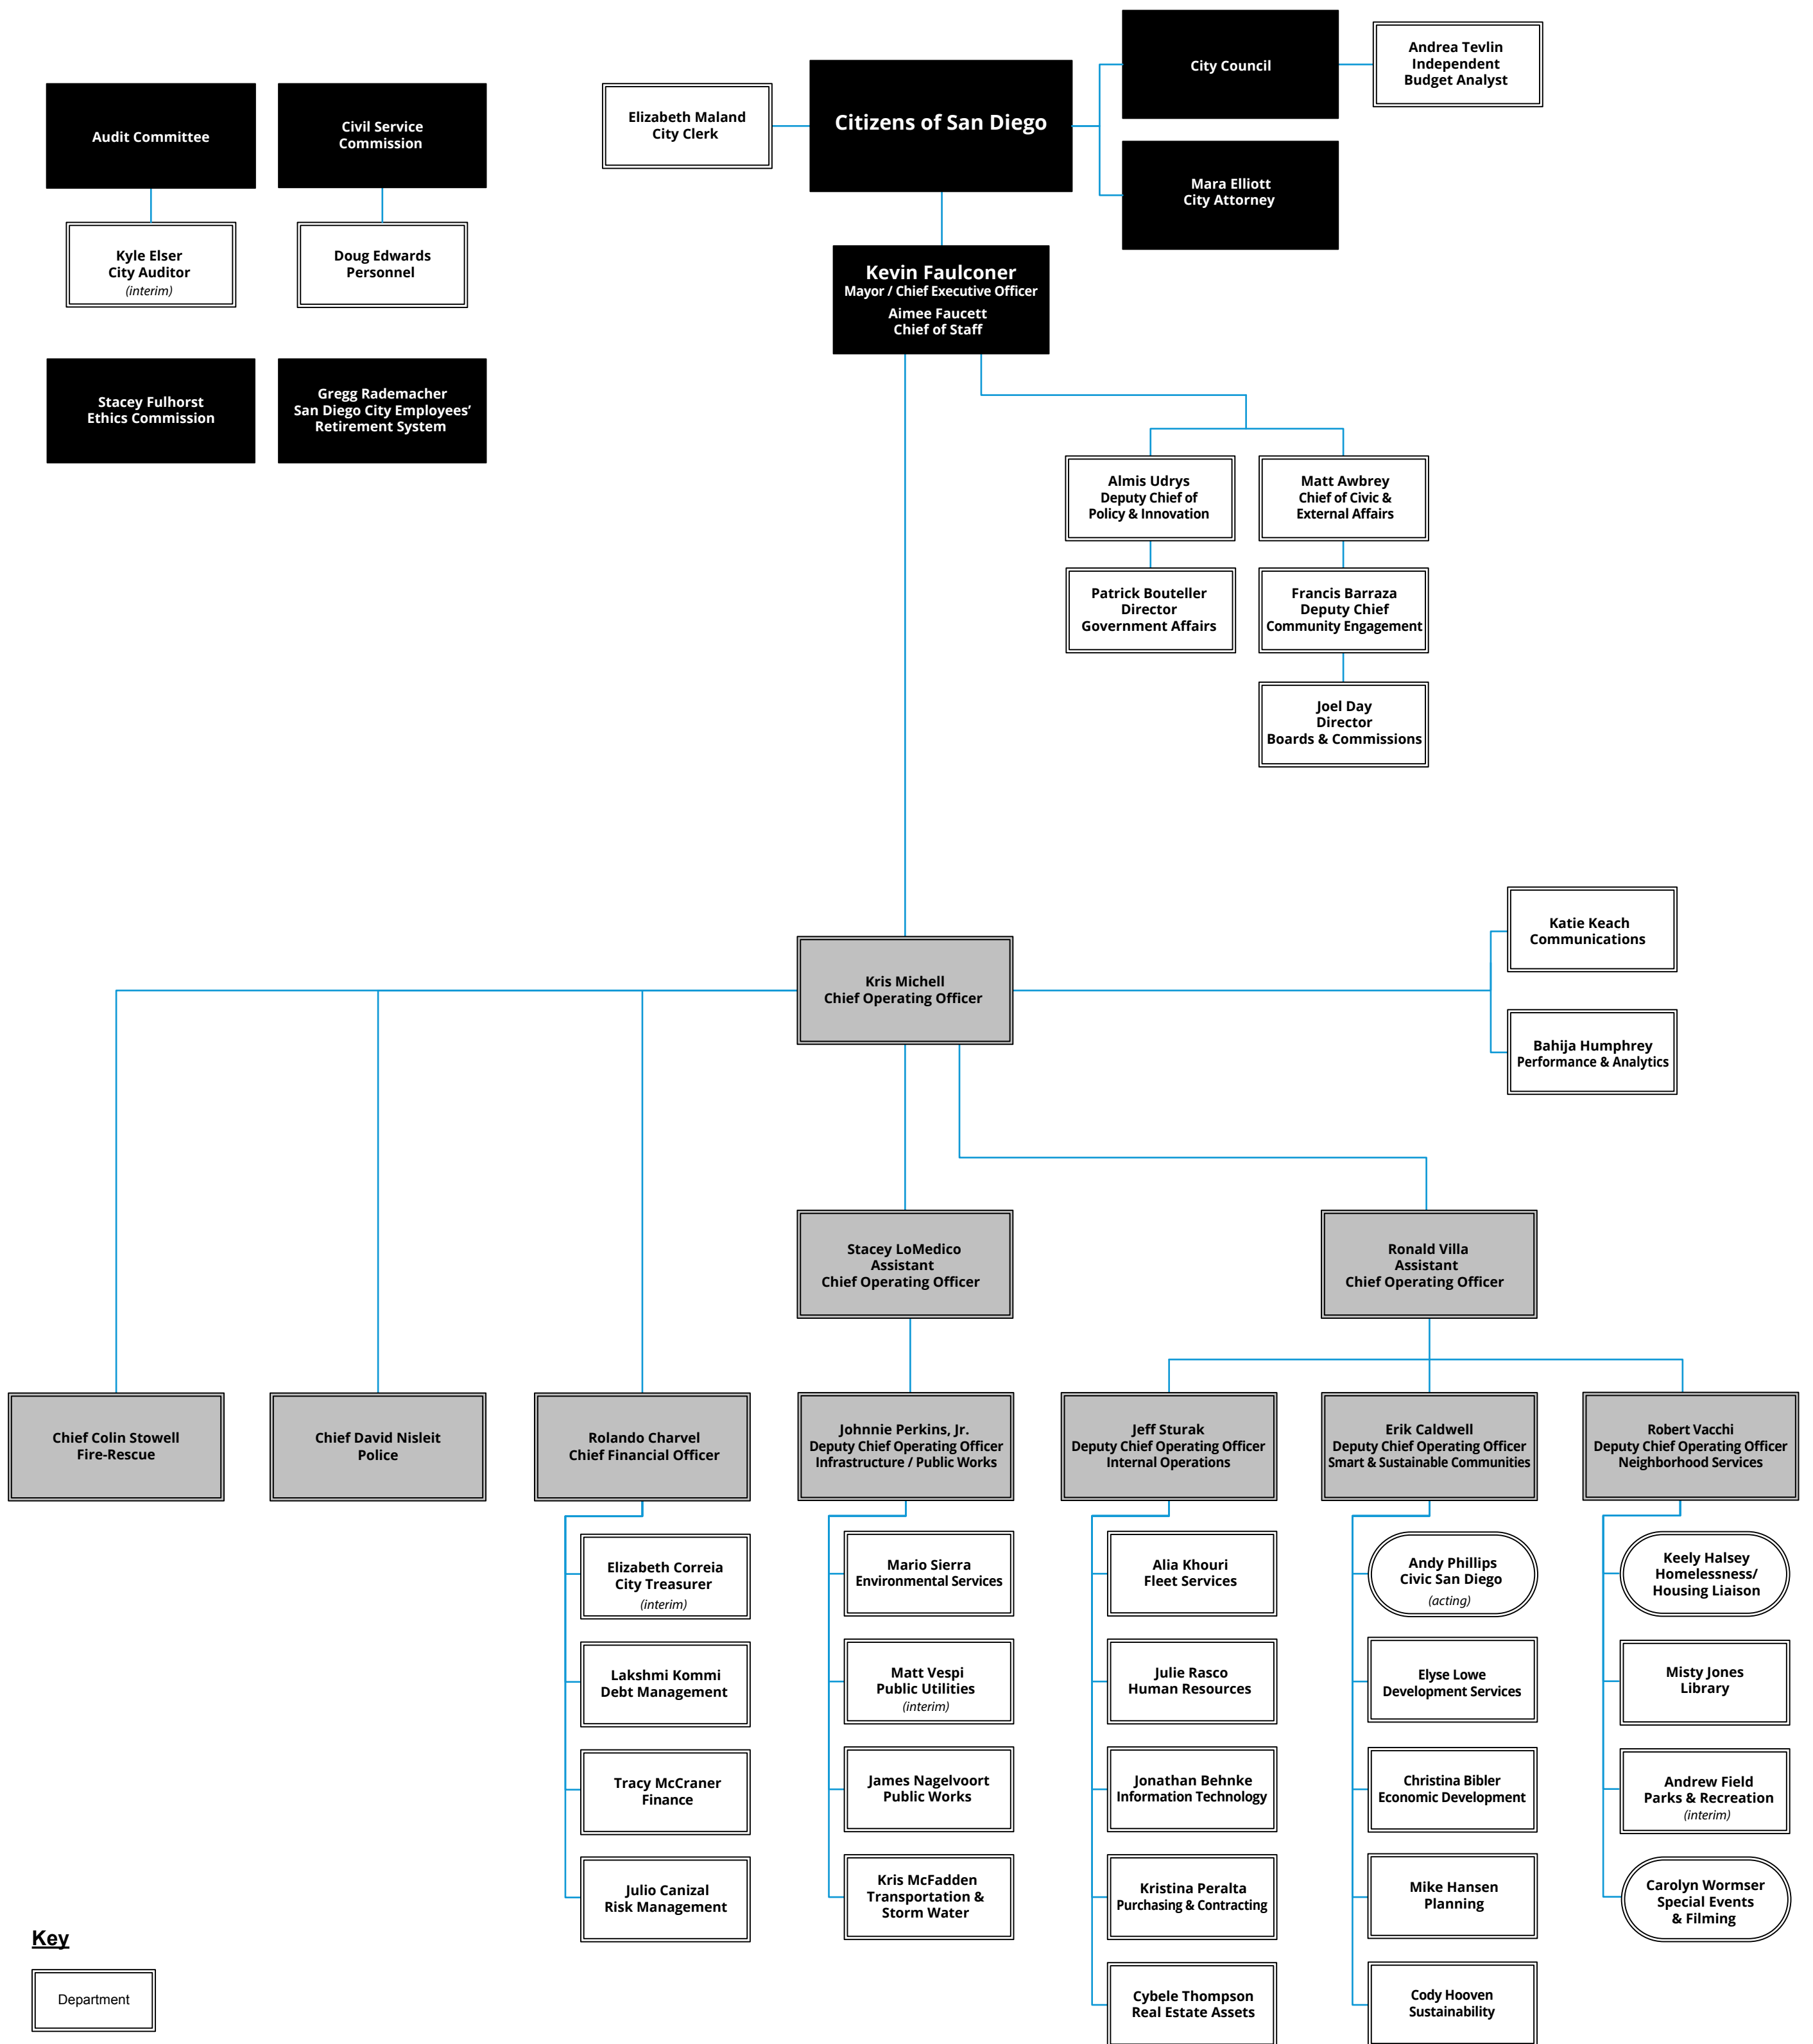 Audit Committee
Civil Service
Commission
Elizabeth Maland
City Clerk
Citizens of San Diego
City Council
Andrea Tevlin
Independent
Budget Analyst
Mara Elliott
City Attorney
Kyle Elser
City Auditor
(interim)
Doug Edwards
Personnel
Kevin Faulconer
Mayor / Chief Executive Officer
Aimee Faucett
Chief of Staff
Stacey Fulhorst
Ethics Commission
Gregg Rademacher
San Diego City Employees’
Retirement System
Almis Udrys
Deputy Chief of
Policy & Innovation
Matt Awbrey
Chief of Civic &
External Affairs
Patrick Bouteller
Director
Government Affairs
Francis Barraza
Deputy Chief
Community Engagement
Joel Day
Director
Boards & Commissions
Katie Keach
Communications
Kris Michell
Chief Operating Officer
Bahija Humphrey
Performance & Analytics
Stacey LoMedico
Assistant
Chief Operating Officer
Ronald Villa
Assistant
Chief Operating Officer
Chief Colin Stowell
Fire-Rescue
Chief David Nisleit
Police
Rolando Charvel
Chief Financial Officer
Johnnie Perkins, Jr.
Deputy Chief Operating Officer
Infrastructure / Public Works
Jeff Sturak
Deputy Chief Operating Officer
Internal Operations
Erik Caldwell
Deputy Chief Operating Officer
Smart & Sustainable Communities
Robert Vacchi
Deputy Chief Operating Officer
Neighborhood Services
Elizabeth Correia
City Treasurer
(interim)
Lakshmi Kommi
Debt Management
Tracy McCraner
Finance
Julio Canizal
Risk Management
Mario Sierra
Environmental Services
Matt Vespi
Public Utilities
(interim)
James Nagelvoort
Public Works
Kris McFadden
Transportation &
Storm Water
Alia Khouri
Fleet Services
Julie Rasco
Human Resources
Jonathan Behnke
Information Technology
Kristina Peralta
Purchasing & Contracting
Cybele Thompson
Real Estate Assets
Andy Phillips
Civic San Diego
(acting)
Elyse Lowe
Development Services
Christina Bibler
Economic Development
Mike Hansen
Planning
Cody Hooven
Sustainability
Keely Halsey
Homelessness/
Housing Liaison
Misty Jones
Library
Andrew Field
Parks & Recreation
(interim)
Carolyn Wormser
Special Events
& Filming
Key
Department